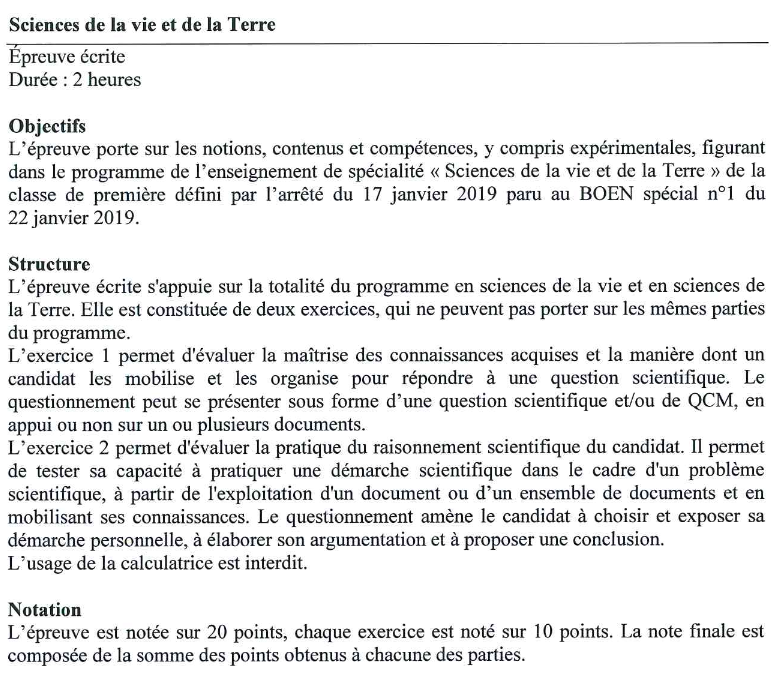 Sciences de la vie et de la Terre
Épreuve écrite
Durée : 2 heures
Objectifs
L'épreuve porte sur les notions, contenus et compétences, y compris expérimentales, figurant
dans le programme de l'enseignement de spécialité « Sciences de la vie et de la Terre » de la
classe de première défini par l'arrêté du 17 janvier 2019 paru au BOEN spécial n°1 du
22 janvier 2019.
Structure
L'épreuve écrite s'appuie sur la totalité du programme en sciences de la vie et en sciences de
la Terre. Elle est constituée de deux exercices, qui ne peuvent pas porter sur les mêmes parties
du programme.
L'exercice 1 permet d'évaluer la maîtrise des connaissances acquises et la manière dont un
candidat les mobilise et les organise pour répondre à une question scientifique. Le
questionnement peut se présenter sous forme d'une question scientifique et/ou de QCM, en
appui ou non sur un ou plusieurs documents.
L'exercice 2 permet d'évaluer la pratique du raisonnement scientifique du candidat. Il permet
de tester sa capacité à pratiquer une démarche scientifique dans le cadre d'un problème
scientifique, à partir de l'exploitation d'un document ou d'un ensemble de documents et en
mobilisant ses connaissances. Le questionnement amène le candidat à choisir et exposer sa
démarche personnelle, à élaborer son argumentation et à proposer une conclusion.
L'usage de la calculatrice est interdit.
Notation
L'épreuve est notée sur 20 points, chaque exercice est noté sur 10 points. La note finale est
composée de la somme des points obtenus à chacune des parties.